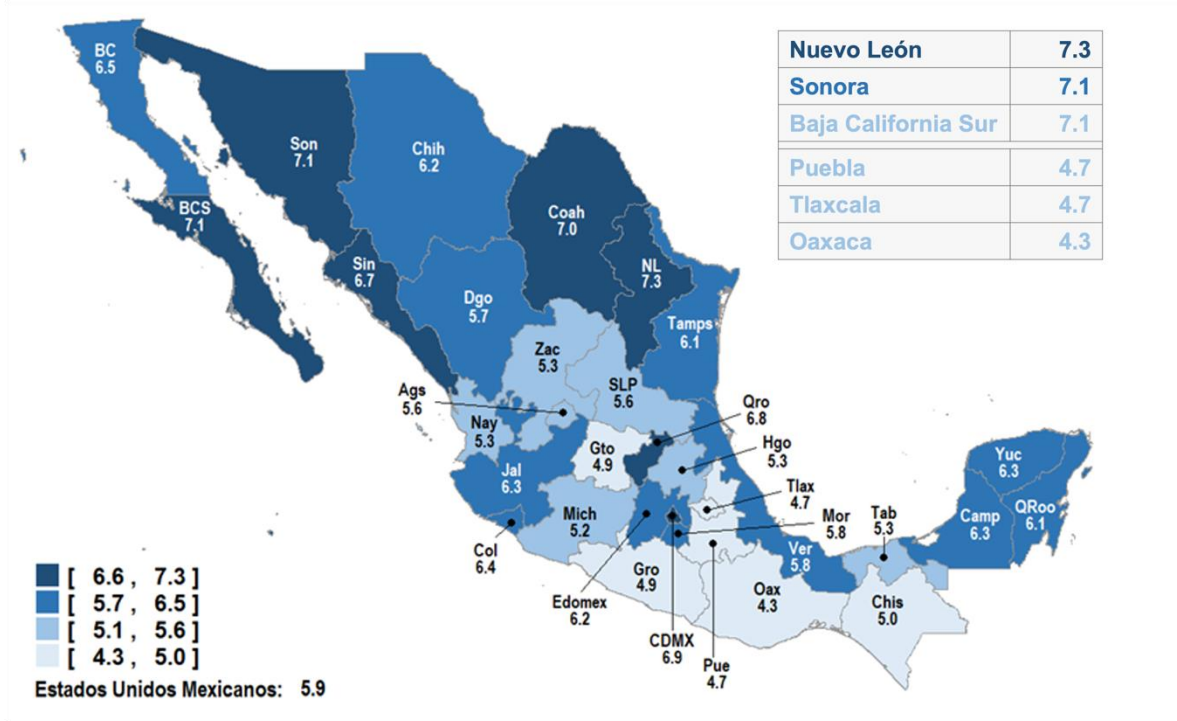 Nuevo León 7.3
Sonora 7.1
Baja California Sur 7.1
Puebla 4.7
Tlaxcala 4.7
Oaxaca 4.3
BC
6.5
Son
7.1
Chih
6.2
BCS
7.1
Coah
7.0
Sin
6.7
NL
7.3
Dgo
5.7
Tamps
6.1
Zac
5.3
SLP
5.6
Ags
5.6
Nay
5.3
Qro
6.8
Gto
4.9
Hgo
5.3
Jal
6.3
Tlax
4.7
Yuc
6.3
Mich
5.2
Mor
5.8
Tab
5.3
Camp
6.3
QRoo
6.1
Col
6.4
Ver
5.8
Gro
4.9
Oax
4.3
Chis
5.0
Edomex
6.2
CDMX
6.9
Pue
4.7
[ 6.6 , 7.3 ]
[ 5.7 , 6.5 ]
[ 5.1 , 5.6 ]
[ 4.3 , 5.0 ]
Estados Unidos Mexicanos: 5.9